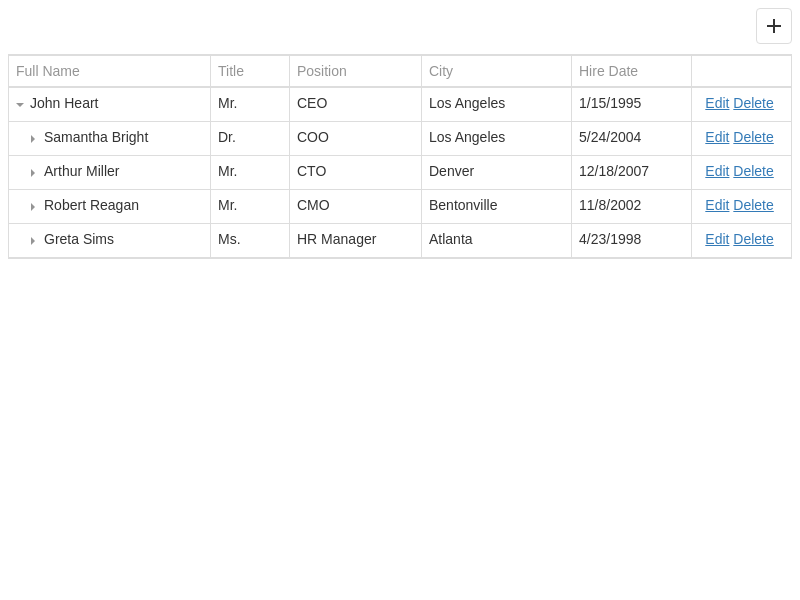 Full Name Title Position City Hire Date
John Heart Mr. CEO Los Angeles 1/15/1995 Edit Delete
Samantha Bright Dr. COO Los Angeles 5/24/2004 Edit Delete
Arthur Miller Mr. CTO Denver 12/18/2007 Edit Delete
Robert Reagan Mr. CMO Bentonville 11/8/2002 Edit Delete
Greta Sims Ms. HR Manager Atlanta 4/23/1998 Edit Delete